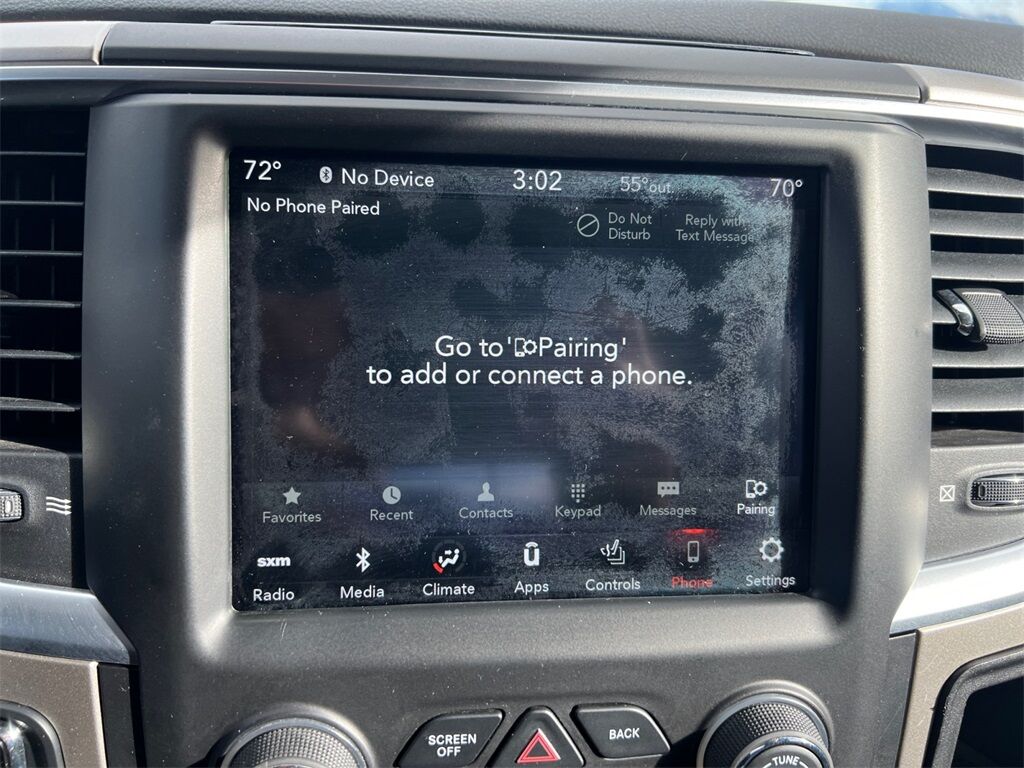 72° No Device 3:02 55°out. 70°
No Phone Paired
Do Not
Disturb
Reply with
Text Message
Go to 'Pairing'
to add or connect a phone.
Favorites Recent Contacts Keypad Messages Pairing
sxm
Radio Media Climate Apps Controls Phone Settings
SCREEN
OFF
BACK
TUNE